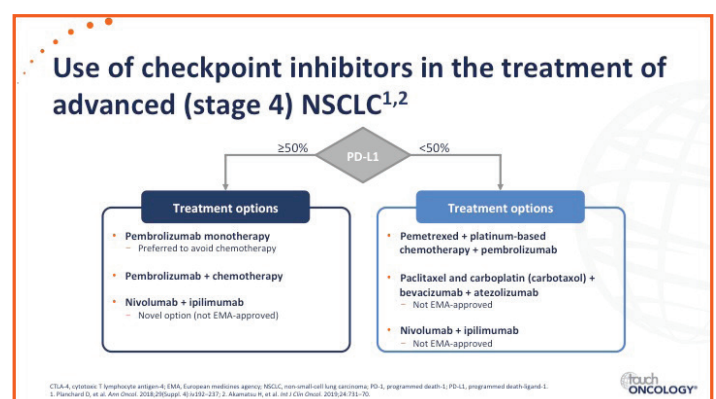 Use of checkpoint inhibitors in the treatment of
advanced (stage 4) NSCLC1,2
≥50%
PD-L1
<50%
Treatment options
• Pembrolizumab monotherapy
– Preferred to avoid chemotherapy
• Pembrolizumab + chemotherapy
• Nivolumab + ipilimumab
– Novel option (not EMA-approved)
Treatment options
• Pemetrexed + platinum-based
chemotherapy + pembrolizumab
• Paclitaxel and carboplatin (carbotaxol) +
bevacizumab + atezolizumab
– Not EMA-approved
• Nivolumab + ipilimumab
– Not EMA-approved
CTLA-4, cytotoxic T lymphocyte antigen-4; EMA, European medicines agency; NSCLC, non-small-cell lung carcinoma; PD-1, programmed death-1; PD-L1, programmed death-ligand-1.
1. Planchard D, et al. Ann Oncol. 2018;29(Suppl. 4):iv192–237; 2. Akamatsu H, et al. Int J Clin Oncol. 2019;24:731–70.
touch
ONCOLOGY®